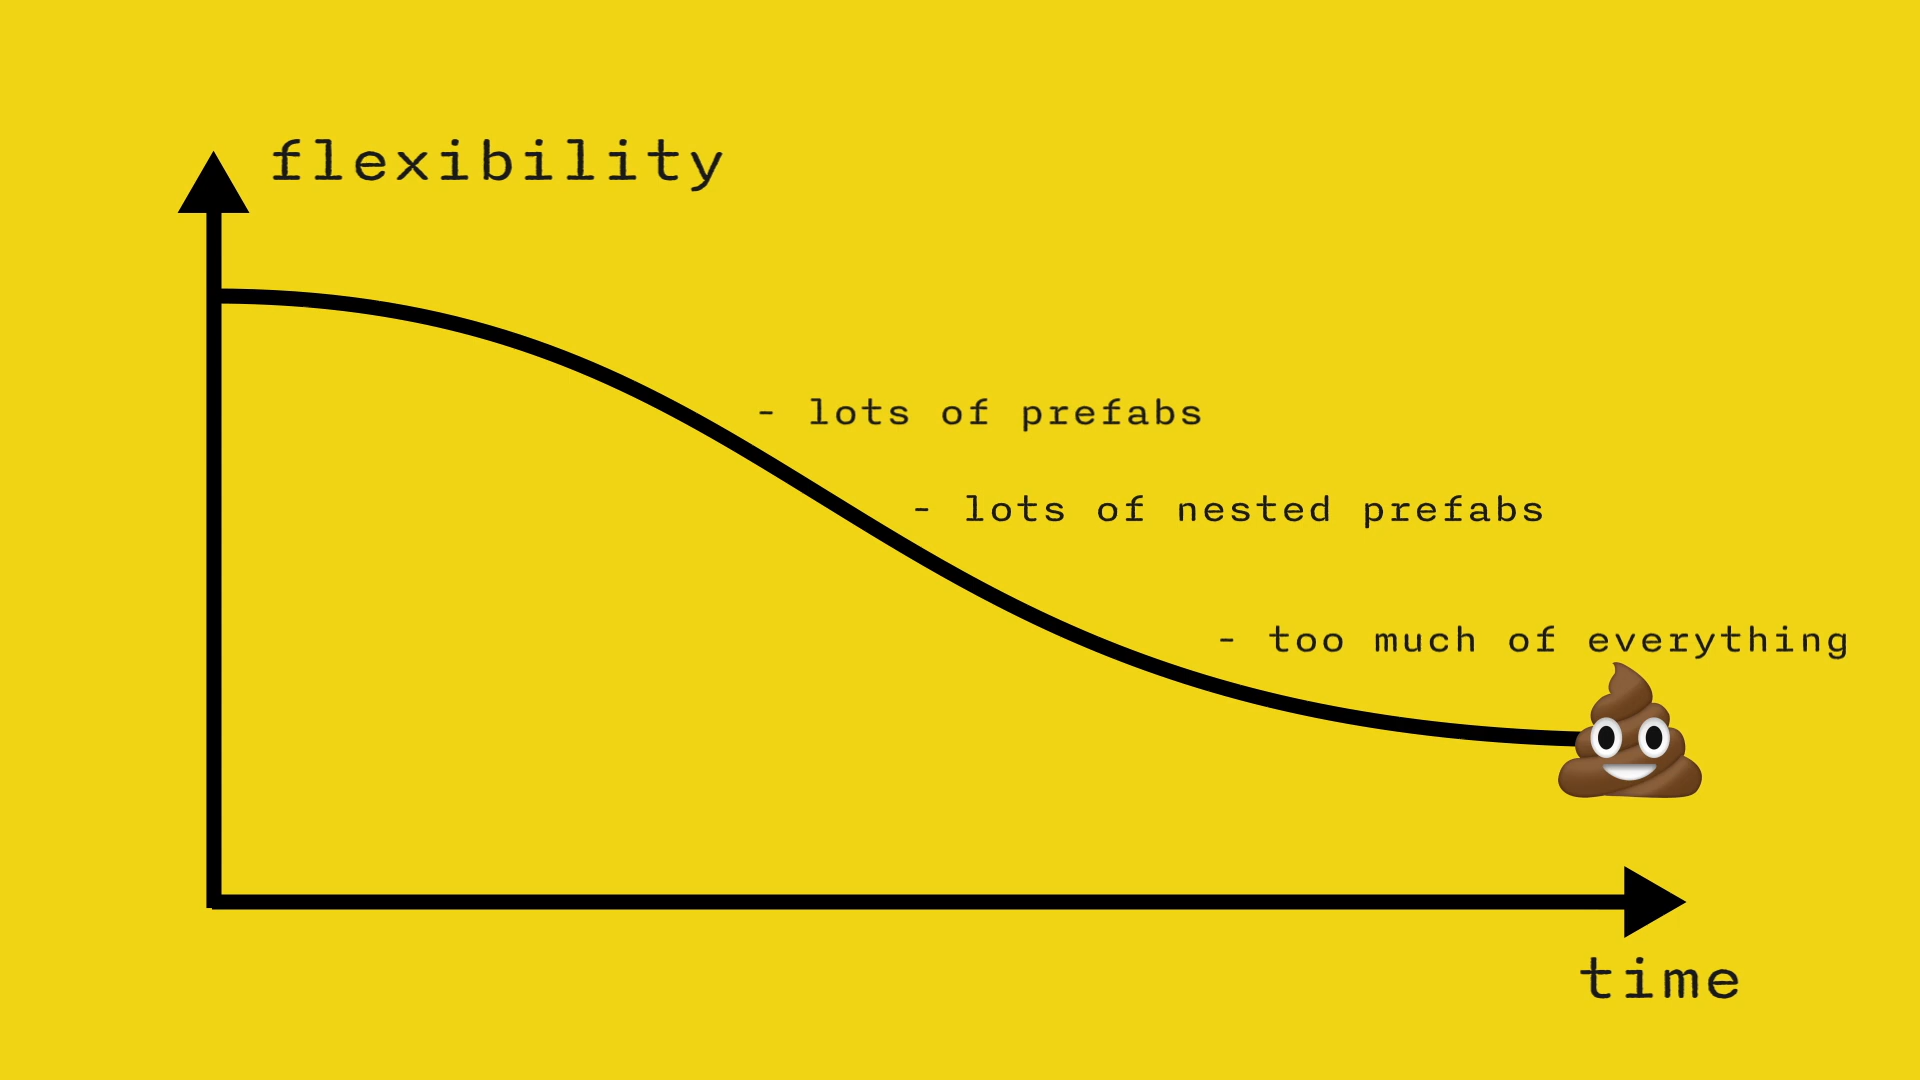 flexibility
- lots of prefabs
- lots of nested prefabs
- too much of everything
time